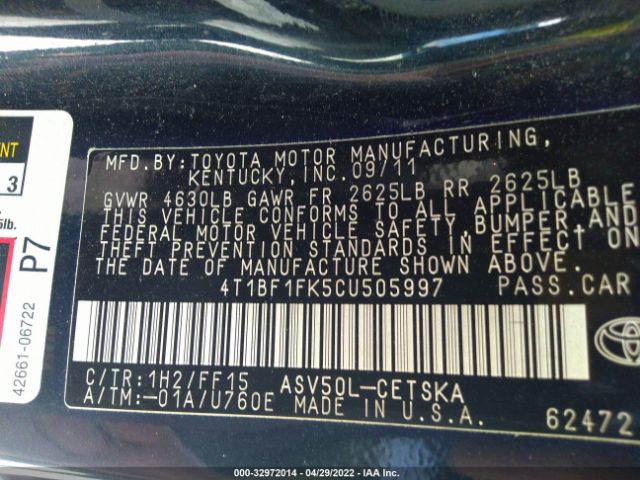 MFD.BY:TOYOTA MOTOR MANUFACTURING,
KENTUCKY,INC.09/11
GVWR 4630LB GAWR FR 2625LB RR 2625LB
THIS VEHICLE CONFORMS TO ALL APPLICABLE
FEDERAL MOTOR VEHICLE SAFETY,BUMPER,AND
THEFT PREVENTION STANDARDS IN EFFECT ON
THE DATE OF MANUFACTURE SHOWN ABOVE.
4T1BF1FK5CU505997 PASS.CAR
C/TR:1H2/FF15 ASV50L-CETSKA
A/TM:-01A/U760E MADE IN U.S.A.
62472
TOYOTA
3
5lb.
P7
42661-06722
000-32972014 - 04/29/2022 - IAA Inc.